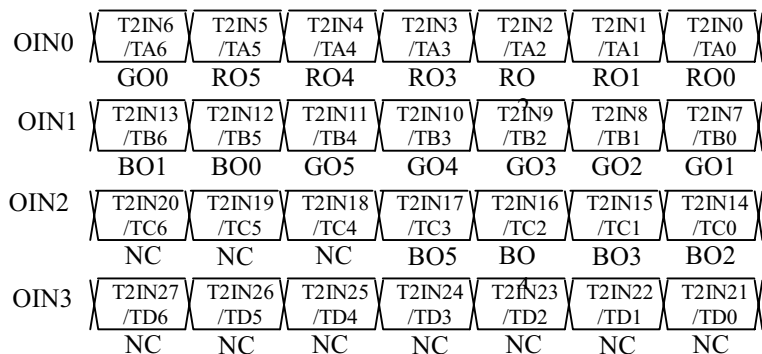 OIN0 T2IN6 /TA6 T2IN5 /TA5 T2IN4 /TA4 T2IN3 /TA3 T2IN2 /TA2 T2IN1 /TA1 T2IN0 /TA0
GO0 RO5 RO4 RO3 RO2 RO1 RO0
OIN1 T2IN13 /TB6 T2IN12 /TB5 T2IN11 /TB4 T2IN10 /TB3 T2IN9 /TB2 T2IN8 /TB1 T2IN7 /TB0
BO1 BO0 GO5 GO4 GO3 GO2 GO1
OIN2 T2IN20 /TC6 T2IN19 /TC5 T2IN18 /TC4 T2IN17 /TC3 T2IN16 /TC2 T2IN15 /TC1 T2IN14 /TC0
NC NC NC BO5 BO4 BO3 BO2
OIN3 T2IN27 /TD6 T2IN26 /TD5 T2IN25 /TD4 T2IN24 /TD3 T2IN23 /TD2 T2IN22 /TD1 T2IN21 /TD0
NC NC NC NC NC NC NC